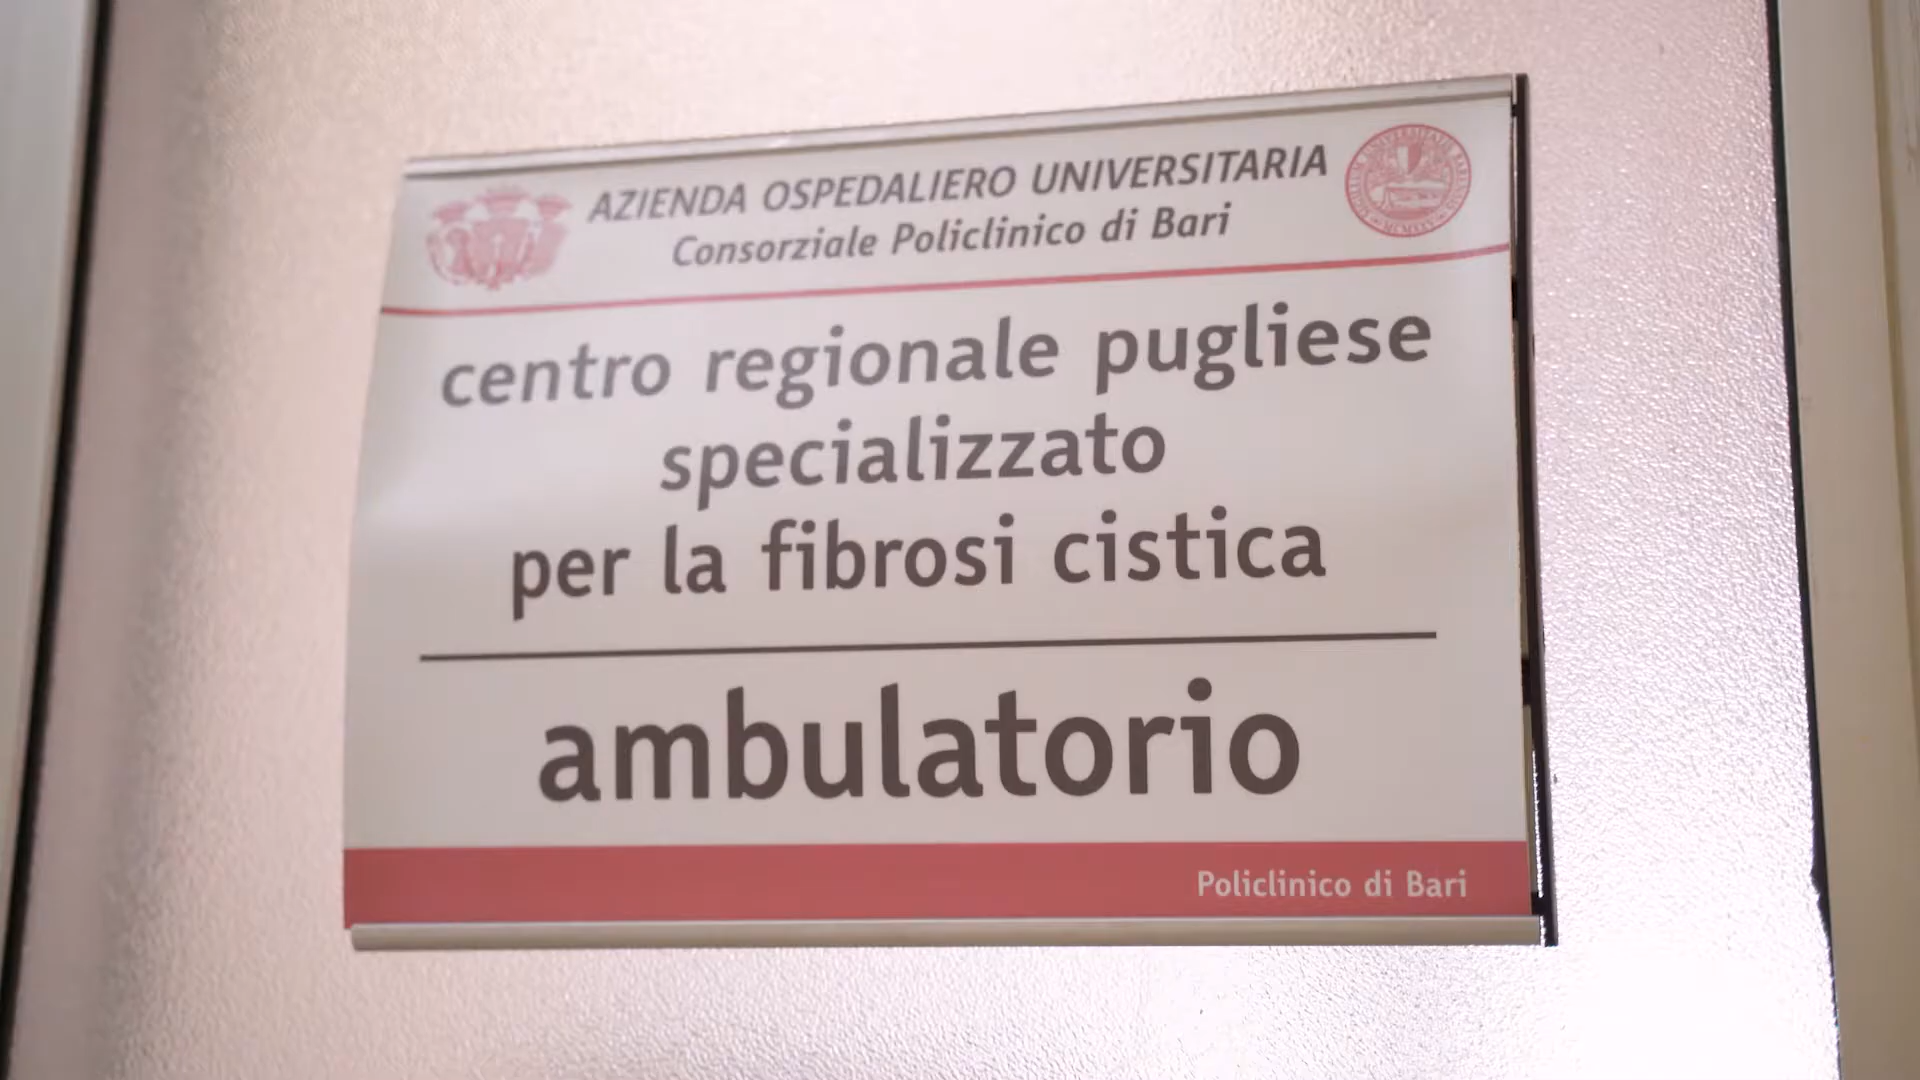 AZIENDA OSPEDALIERO UNIVERSITARIA
Consorziale Policlinico di Bari
centro regionale pugliese
specializzato
per la fibrosi cistica
ambulatorio
Policlinico di Bari